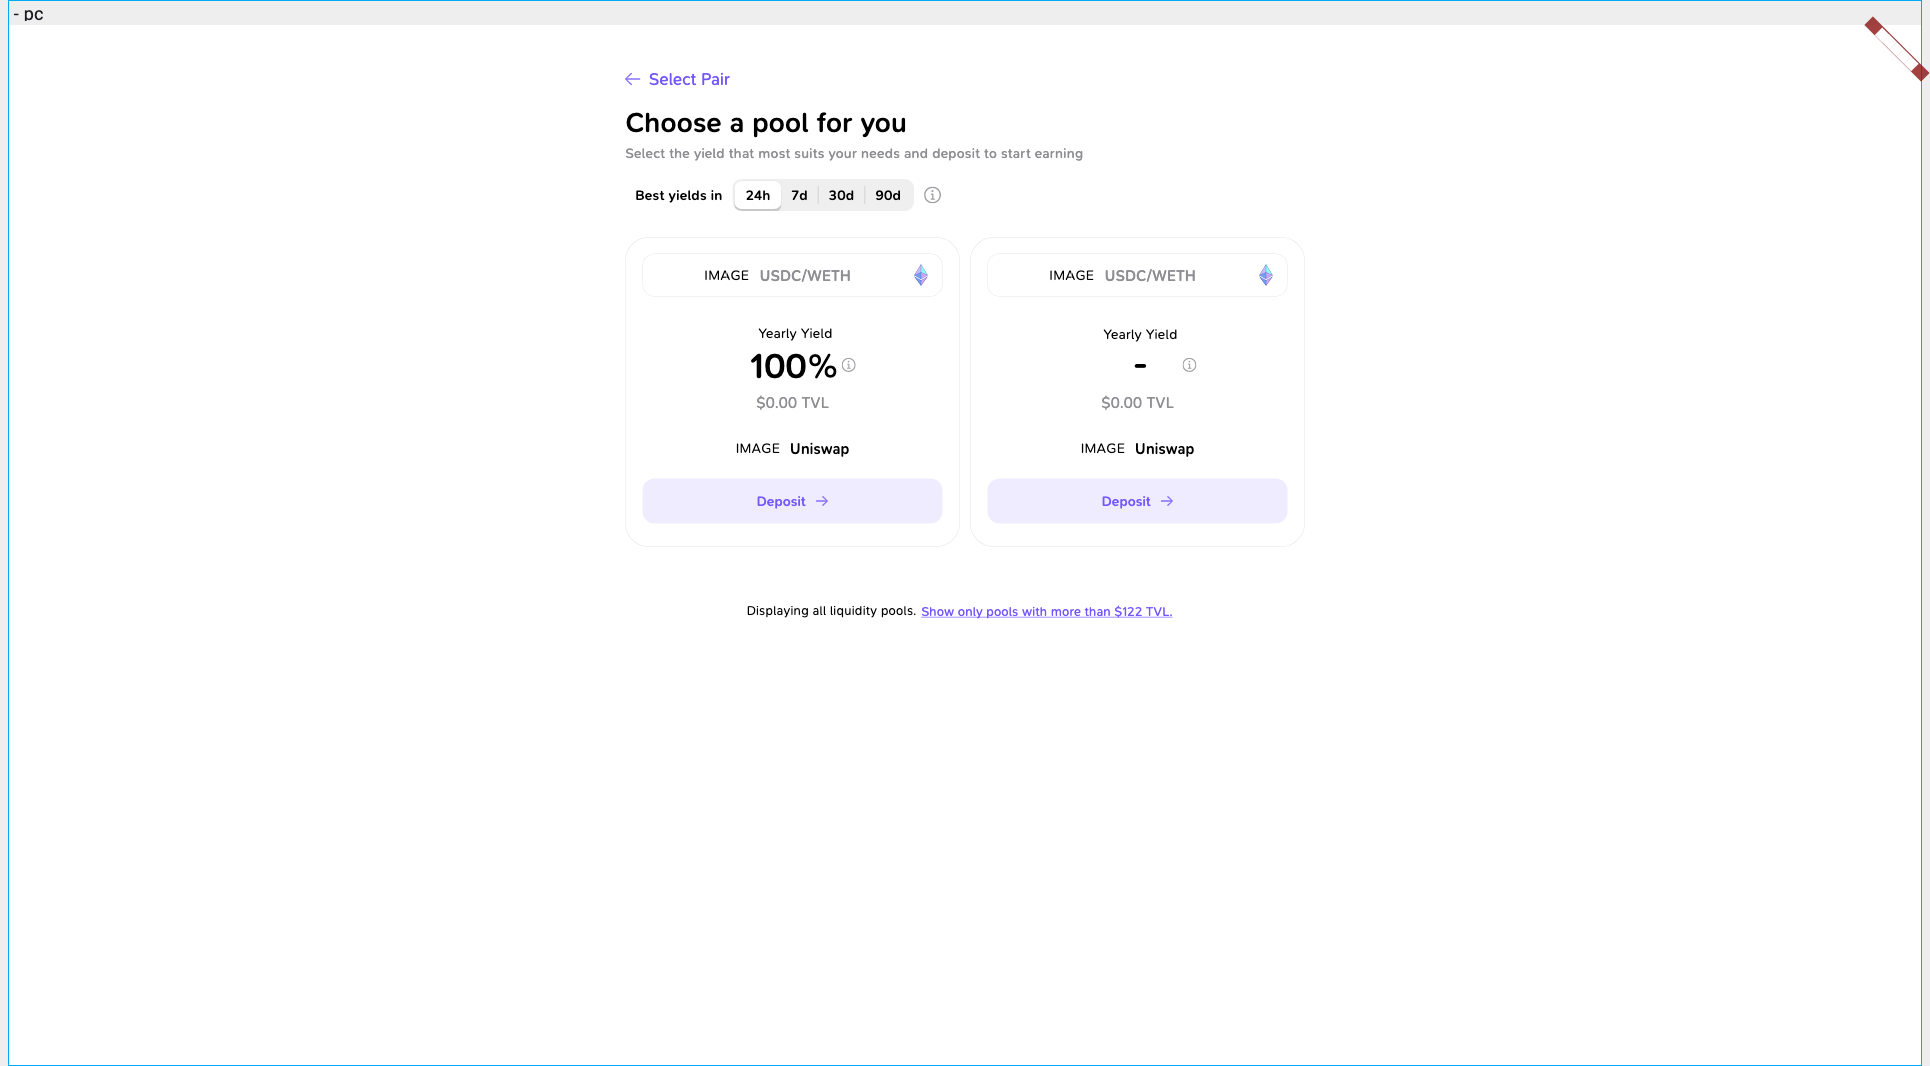 - pc
Select Pair
Choose a pool for you
Select the yield that most suits your needs and deposit to start earning
Best yields in 24h 7d 30d 90d
IMAGE USDC/WETH
Yearly Yield
100%
$0.00 TVL
IMAGE Uniswap
Deposit
IMAGE USDC/WETH
Yearly Yield
-
$0.00 TVL
IMAGE Uniswap
Deposit
Displaying all liquidity pools. Show only pools with more than $122 TVL.